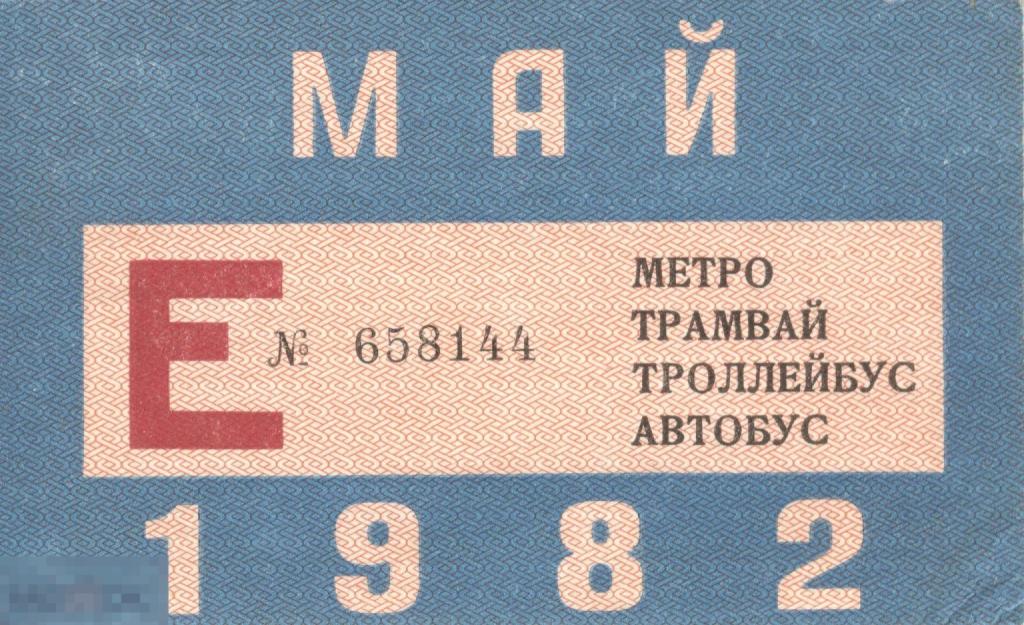 МАЙ
Е
№ 658144
МЕТРО
ТРАМВАЙ
ТРОЛЛЕЙБУС
АВТОБУС
1982